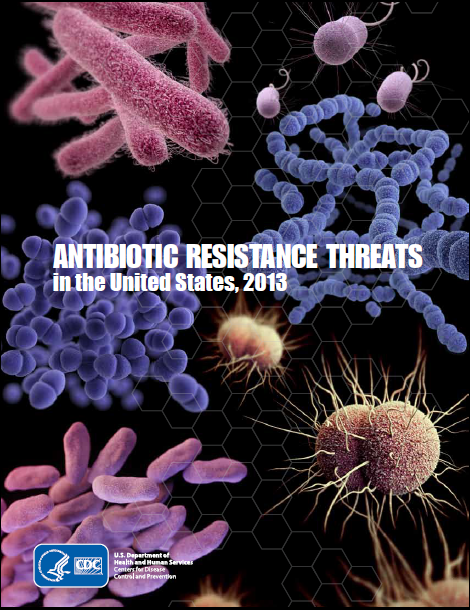 ANTIBIOTIC RESISTANCE THREATS
in the United States, 2013
CDC
U.S. Department of
Health and Human Services
Centers for Disease
Control and Prevention